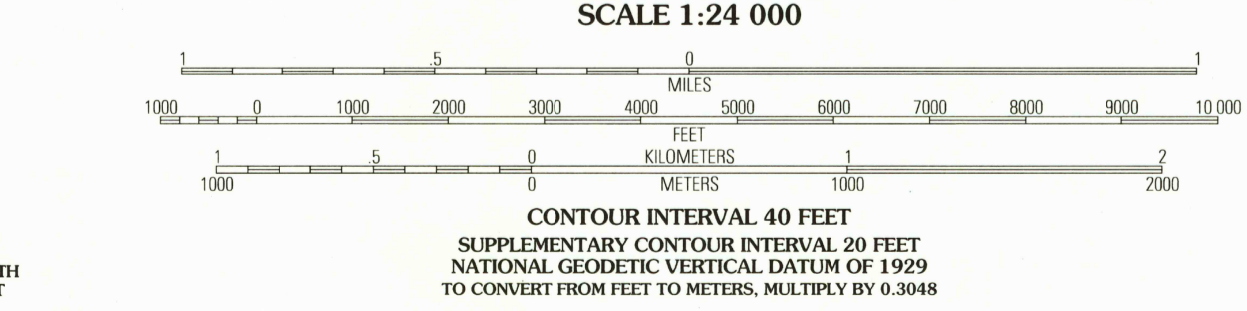 SCALE 1:24 000
1 .5 0 1
MILES
1000 0 1000 2000 3000 4000 5000 6000 7000 8000 9000 10 000
FEET
1 .5 0 KILOMETERS 1 2
1000 0 METERS 1000 2000
CONTOUR INTERVAL 40 FEET
SUPPLEMENTARY CONTOUR INTERVAL 20 FEET
NATIONAL GEODETIC VERTICAL DATUM OF 1929
TO CONVERT FROM FEET TO METERS, MULTIPLY BY 0.3048
TH
T